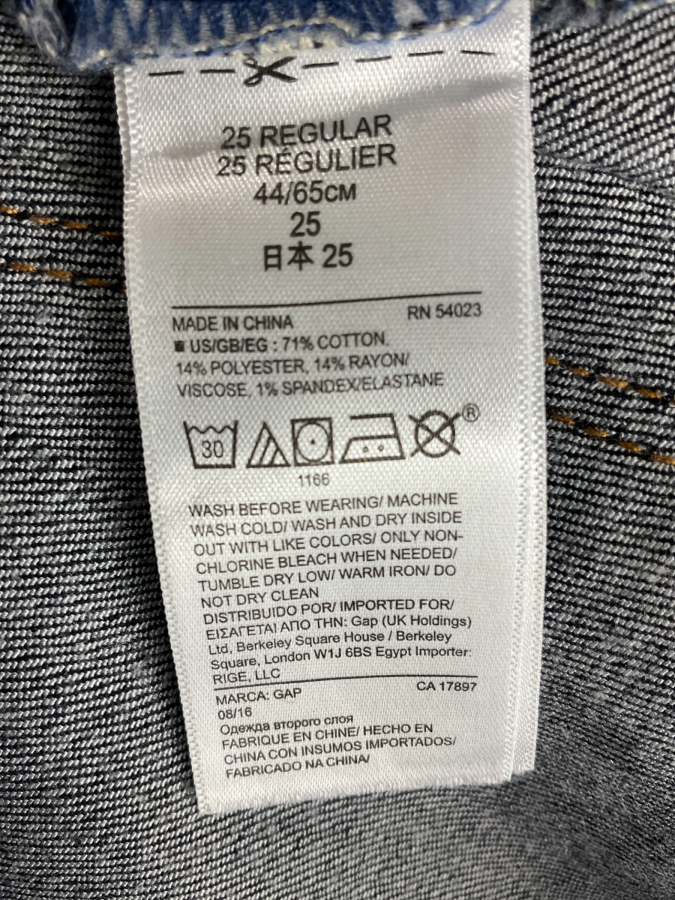 25 REGULAR
25 RÉGULIER
44/65CM
25
日本 25
MADE IN CHINA RN 54023
US/GB/EG : 71% COTTON,
14% POLYESTER, 14% RAYON/
VISCOSE, 1% SPANDEX/ELASTANE
30
®
1166
WASH BEFORE WEARING/ MACHINE
WASH COLD/ WASH AND DRY INSIDE
OUT WITH LIKE COLORS/ ONLY NON-
CHLORINE BLEACH WHEN NEEDED/
TUMBLE DRY LOW/ WARM IRON/ DO
NOT DRY CLEAN
DISTRIBUIDO POR/ IMPORTED FOR/
ΕΙΣΑΓΕΤΑΙ ΑΠΟ ΤΗΝ: Gap (UK Holdings)
Ltd, Berkeley Square House / Berkeley
Square, London W1J 6BS Egypt Importer:
RIGE, LLC
MARCA: GAP CA 17897
08/16
Одежда второго слоя
FABRIQUE EN CHINE/ HECHO EN
CHINA CON INSUMOS IMPORTADOS/
FABRICADO NA CHINA/